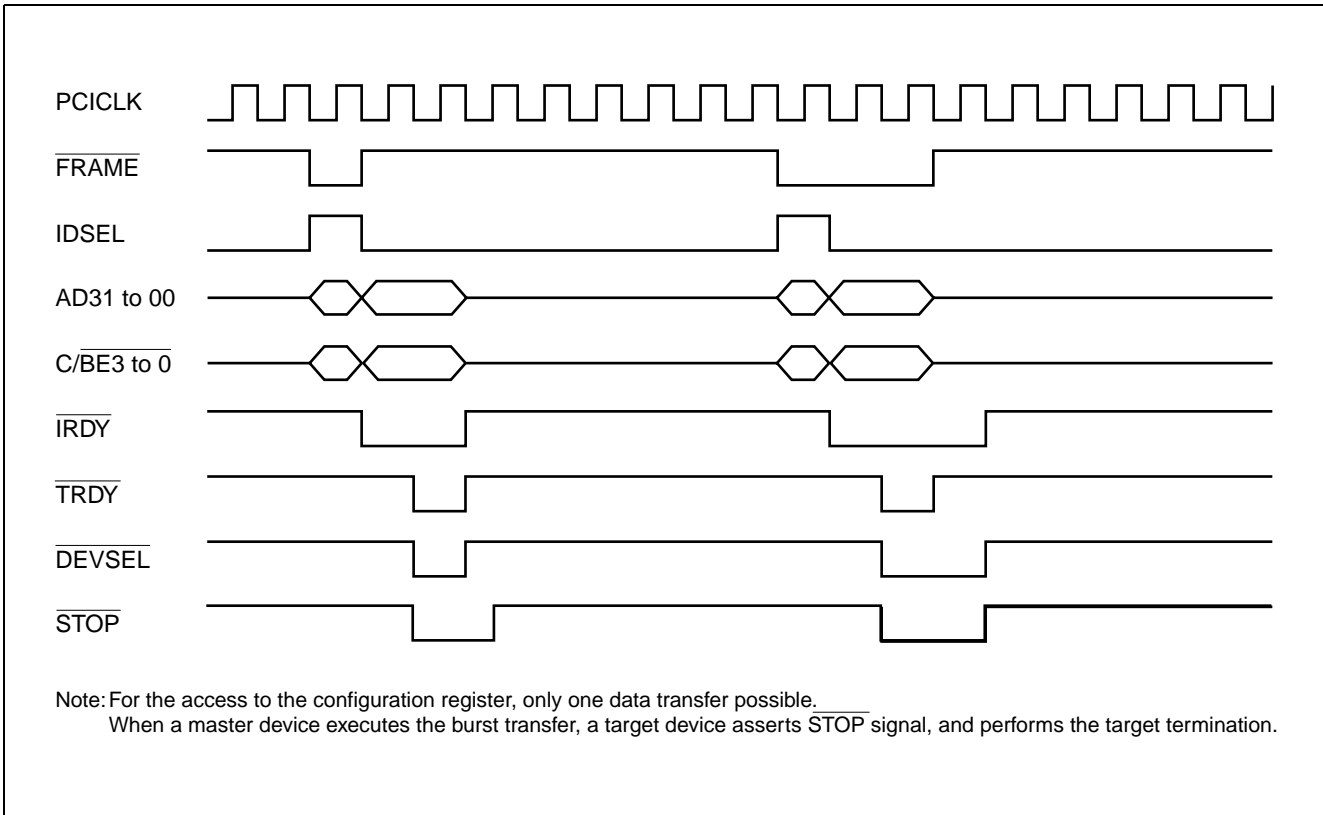 PCICLK
FRAME
IDSEL
AD31 to 00
C/BE3 to 0
IRDY
TRDY
DEVSEL
STOP
Note: For the access to the configuration register, only one data transfer possible.
When a master device executes the burst transfer, a target device asserts STOP signal, and performs the target termination.